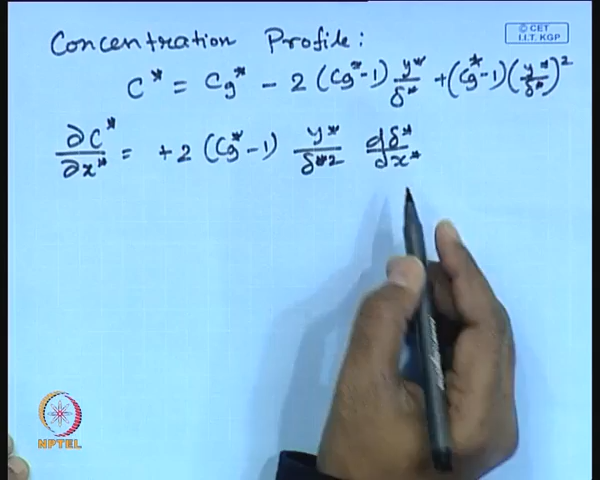 © CET
I.I.T. KGP
Concentration Profile:
C* = Cg* - 2 (Cg*-1) y*/δ* + (Cg*-1) (y*/δ*)²
∂C*/∂x* = + 2 (Cg*-1) y*/δ*² dδ*/dx*
NPTEL